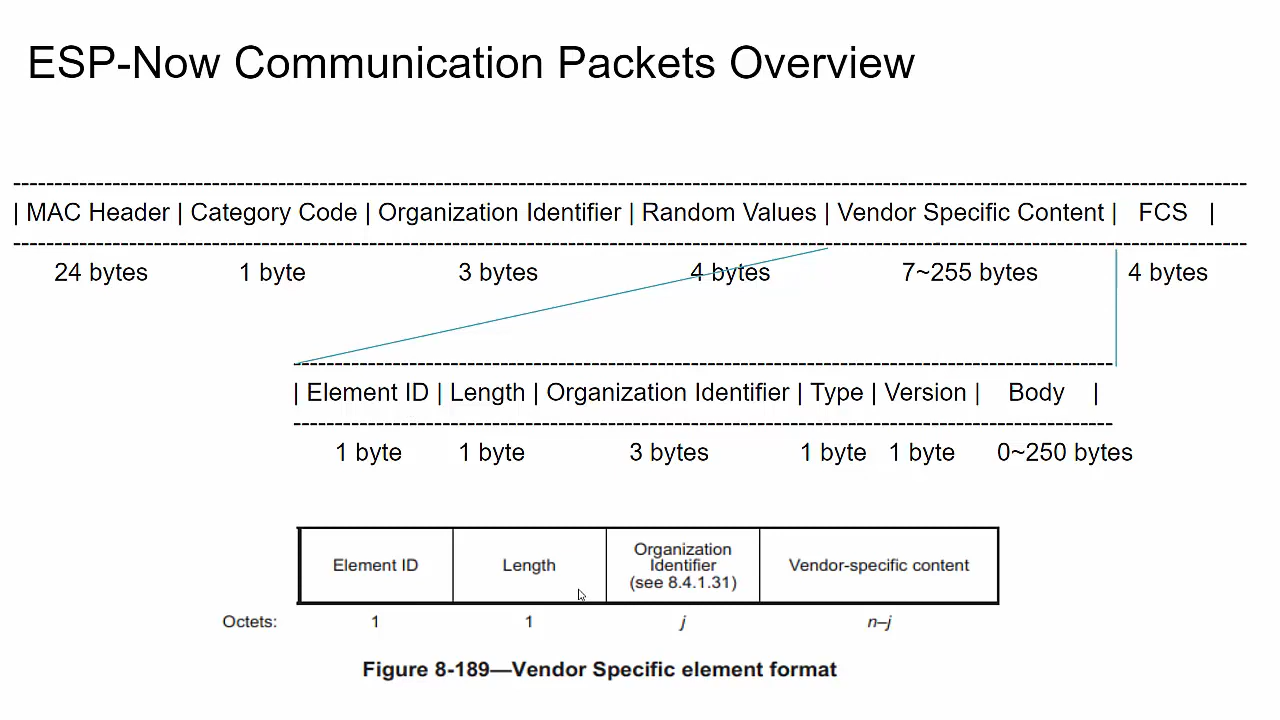 ESP-Now Communication Packets Overview
------------------------------------------------------------------------------------------------------------------------------------------------------
| MAC Header | Category Code | Organization Identifier | Random Values | Vendor Specific Content | FCS |
------------------------------------------------------------------------------------------------------------------------------------------------------
24 bytes 1 byte 3 bytes 4 bytes 7~255 bytes 4 bytes
----------------------------------------------------------------------------------------------------
| Element ID | Length | Organization Identifier | Type | Version | Body |
----------------------------------------------------------------------------------------------------
1 byte 1 byte 3 bytes 1 byte 1 byte 0~250 bytes
Organization
Element ID Length Identifier Vendor-specific content
(see 8.4.1.31)
Octets: 1 1 j n–j
Figure 8-189—Vendor Specific element format